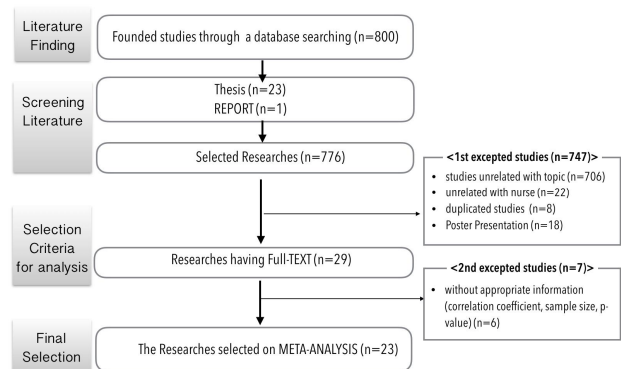 Literature
Finding
Founded studies through a database searching (n=800)
Screening
Literature
Thesis (n=23)
REPORT (n=1)
Selected Researches (n=776)
<1st excepted studies (n=747)>
• studies unrelated with topic (n=706)
• unrelated with nurse (n=22)
• duplicated studies (n=8)
• Poster Presentation (n=18)
Selection
Criteria
for analysis
Researches having Full-TEXT (n=29)
<2nd excepted studies (n=7)>
• without appropriate information
(correlation coefficient, sample size, p-
value) (n=6)
Final
Selection
The Researches selected on META-ANALYSIS (n=23)